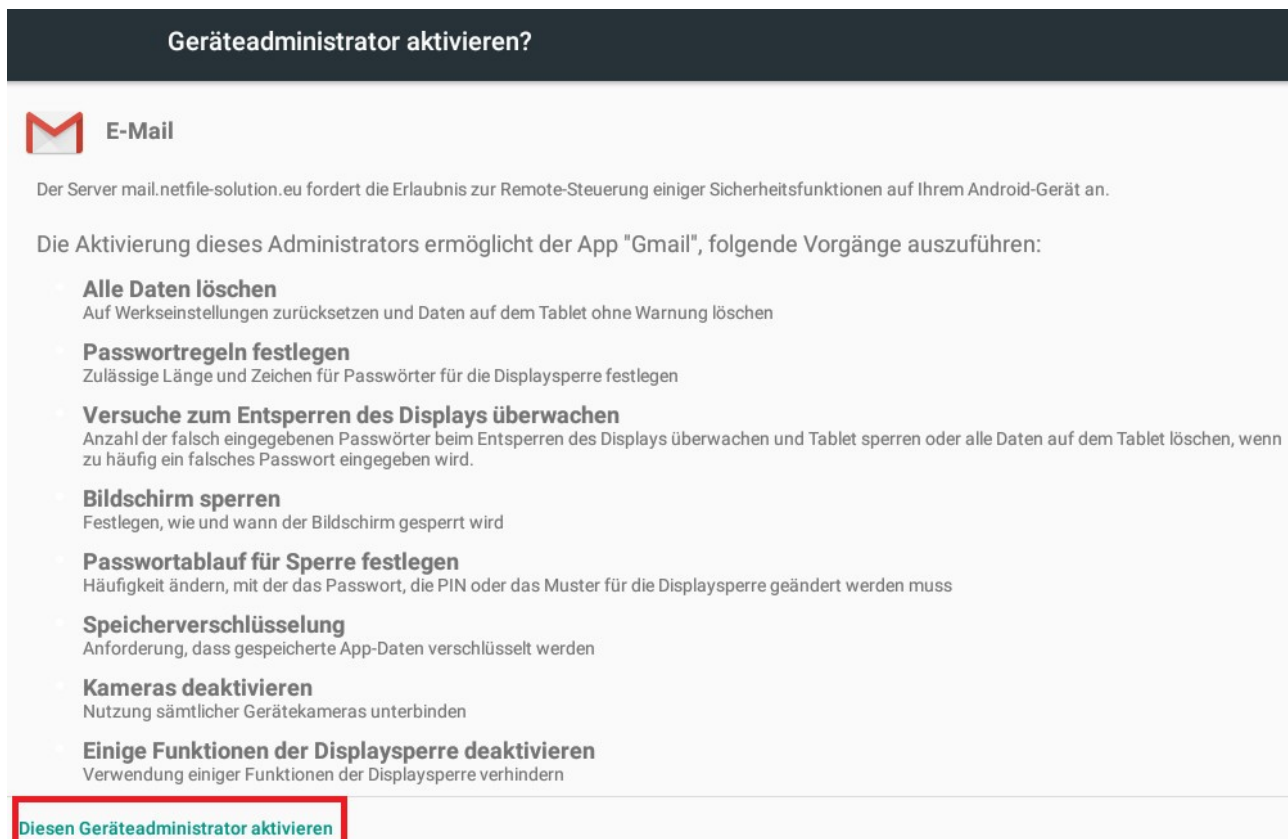 Geräteadministrator aktivieren?
E-Mail
Der Server mail.netfile-solution.eu fordert die Erlaubnis zur Remote-Steuerung einiger Sicherheitsfunktionen auf Ihrem Android-Gerät an.
Die Aktivierung dieses Administrators ermöglicht der App "Gmail", folgende Vorgänge auszuführen:
Alle Daten löschen
Auf Werkseinstellungen zurücksetzen und Daten auf dem Tablet ohne Warnung löschen
Passwortregeln festlegen
Zulässige Länge und Zeichen für Passwörter für die Displaysperre festlegen
Versuche zum Entsperren des Displays überwachen
Anzahl der falsch eingegebenen Passwörter beim Entsperren des Displays überwachen und Tablet sperren oder alle Daten auf dem Tablet löschen, wenn
zu häufig ein falsches Passwort eingegeben wird.
Bildschirm sperren
Festlegen, wie und wann der Bildschirm gesperrt wird
Passwortablauf für Sperre festlegen
Häufigkeit ändern, mit der das Passwort, die PIN oder das Muster für die Displaysperre geändert werden muss
Speicherverschlüsselung
Anforderung, dass gespeicherte App-Daten verschlüsselt werden
Kameras deaktivieren
Nutzung sämtlicher Gerätekameras unterbinden
Einige Funktionen der Displaysperre deaktivieren
Verwendung einiger Funktionen der Displaysperre verhindern
Diesen Geräteadministrator aktivieren